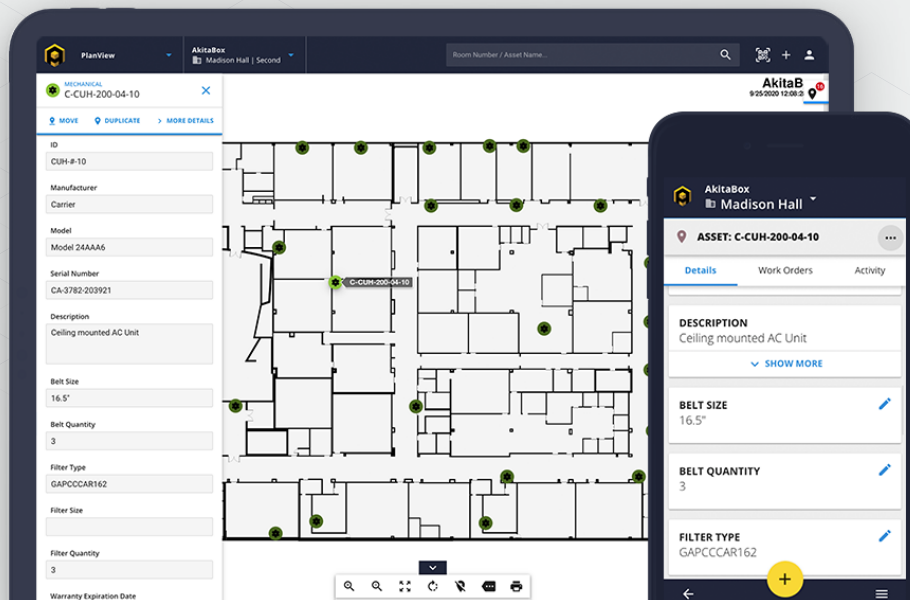 PlanView
AkitaBox
Madison Hall | Second
Room Number / Asset Name...
MECHANICAL
C-CUH-200-04-10
MOVE
DUPLICATE
MORE DETAILS
ID
CUH-#-10
Manufacturer
Carrier
Model
Model 24AAA6
Serial Number
CA-3782-203921
Description
Ceiling mounted AC Unit
Belt Size
16.5"
Belt Quantity
3
Filter Type
GAPCCCAR162
Filter Size
Filter Quantity
3
Warranty Expiration Date
AkitaB
9/25/2020 12:08:2
C-CUH-200-04-10
AkitaBox
Madison Hall
ASSET: C-CUH-200-04-10
Details
Work Orders
Activity
DESCRIPTION
Ceiling mounted AC Unit
SHOW MORE
BELT SIZE
16.5"
BELT QUANTITY
3
FILTER TYPE
GAPCCCAR162